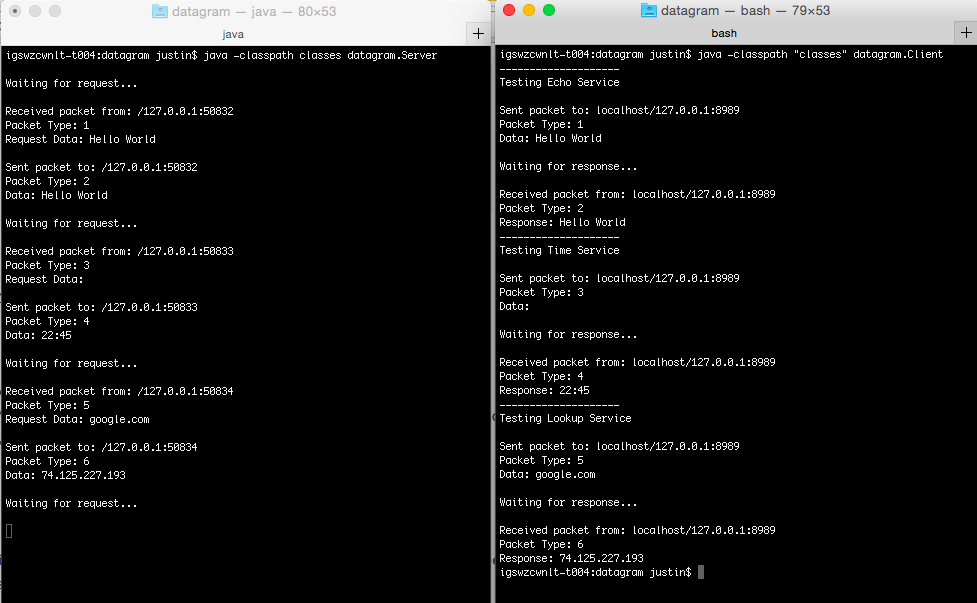 datagram — java — 80×53
java
+
igswzcwnlt-t004:datagram justin$ java -classpath classes datagram.Server
Waiting for request...
Received packet from: /127.0.0.1:50832
Packet Type: 1
Request Data: Hello World
Sent packet to: /127.0.0.1:50832
Packet Type: 2
Data: Hello World
Waiting for request...
Received packet from: /127.0.0.1:50833
Packet Type: 3
Request Data:
Sent packet to: /127.0.0.1:50833
Packet Type: 4
Data: 22:45
Waiting for request...
Received packet from: /127.0.0.1:50834
Packet Type: 5
Request Data: google.com
Sent packet to: /127.0.0.1:50834
Packet Type: 6
Data: 74.125.227.193
Waiting for request...
datagram — bash — 79×53
bash
+
igswzcwnlt-t004:datagram justin$ java -classpath "classes" datagram.Client
--------------------
Testing Echo Service
Sent packet to: localhost/127.0.0.1:8989
Packet Type: 1
Data: Hello World
Waiting for response...
Received packet from: localhost/127.0.0.1:8989
Packet Type: 2
Response: Hello World
--------------------
Testing Time Service
Sent packet to: localhost/127.0.0.1:8989
Packet Type: 3
Data:
Waiting for response...
Received packet from: localhost/127.0.0.1:8989
Packet Type: 4
Response: 22:45
--------------------
Testing Lookup Service
Sent packet to: localhost/127.0.0.1:8989
Packet Type: 5
Data: google.com
Waiting for response...
Received packet from: localhost/127.0.0.1:8989
Packet Type: 6
Response: 74.125.227.193
igswzcwnlt-t004:datagram justin$